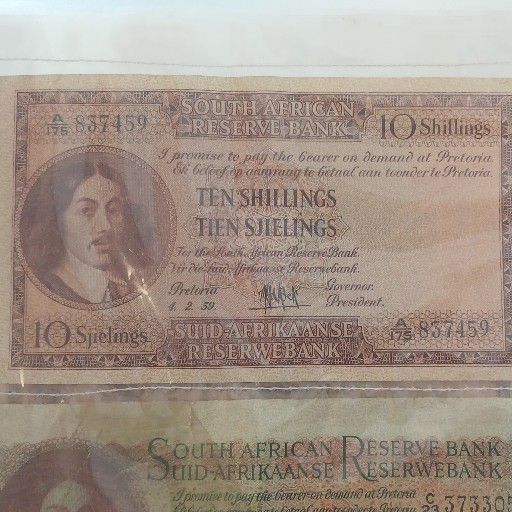 SOUTH AFRICAN
RESERVE BANK
A/175 837459
10 Shillings
I promise to pay the bearer on demand at Pretoria.
Ek beloof op aanvraag te betaal aan toonder te Pretoria.
TEN SHILLINGS
TIEN SJIELINGS
For the South African Reserve Bank.
Vir die Suid-Afrikaanse Reserwebank.
Pretoria
4. 2. 59.
Governor.
President.
10 Sjielings
SUID-AFRIKAANSE
RESERWEBANK
A/175 837459
SOUTH AFRICAN RESERVE BANK
SUID-AFRIKAANSE RESERWEBANK
I promise to pay the bearer on demand at Pretoria
C/23 373305